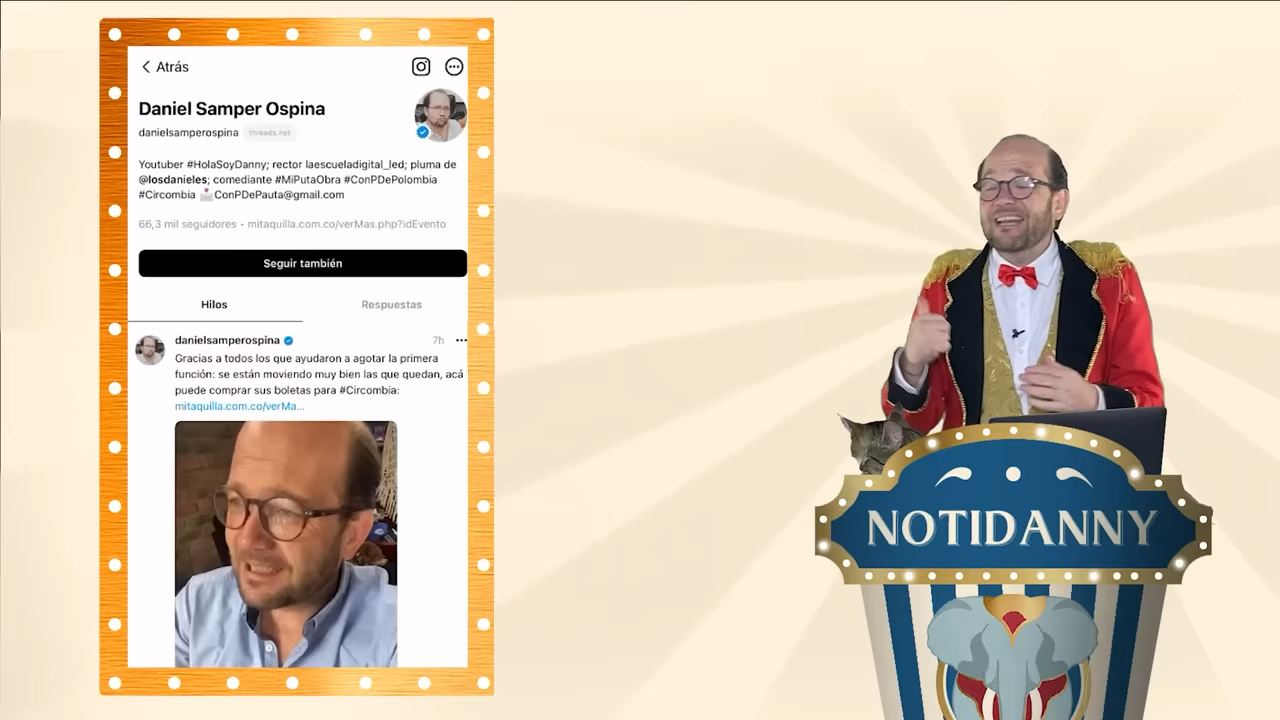 Atrás
Daniel Samper Ospina
danielsamperospina threads.net
Youtuber #HolaSoyDanny; rector laescueladigital_led; pluma de
@losdanieles; comediante #MiPutaObra #ConPDePolombia
#Circombia 📩ConPDePauta@gmail.com
66,3 mil seguidores • mitaquilla.com.co/verMas.php?idEvento
Seguir también
Hilos Respuestas
danielsamperospina 7h
Gracias a todos los que ayudaron a agotar la primera
función: se están moviendo muy bien las que quedan, acá
puede comprar sus boletas para #Circombia:
mitaquilla.com.co/verMa...
NOTIDANNY